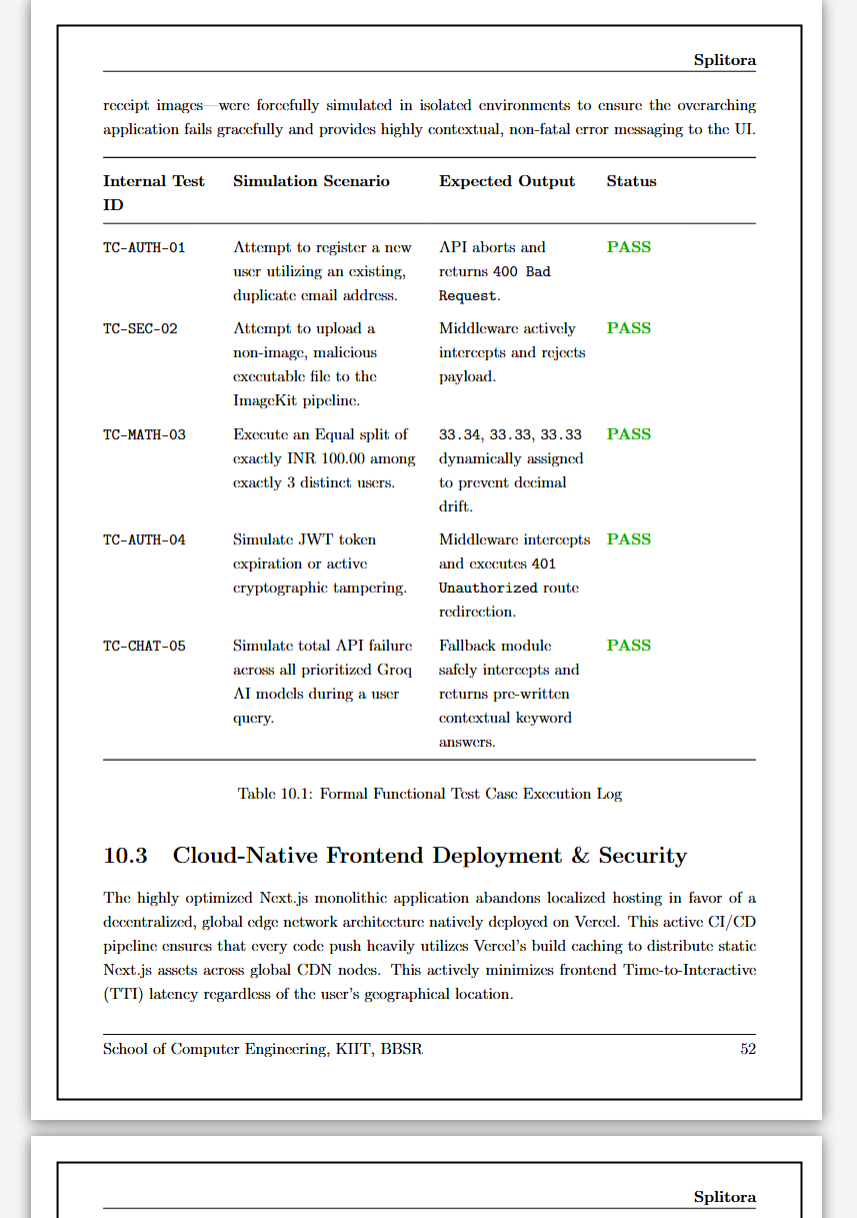 Splitora
receipt images—were forcefully simulated in isolated environments to ensure the overarching
application fails gracefully and provides highly contextual, non-fatal error messaging to the UI.
Internal Test ID
Simulation Scenario
Expected Output
Status
TC-AUTH-01
Attempt to register a new
user utilizing an existing,
duplicate email address.
API aborts and
returns 400 Bad
Request.
PASS
TC-SEC-02
Attempt to upload a
non-image, malicious
executable file to the
ImageKit pipeline.
Middleware actively
intercepts and rejects
payload.
PASS
TC-MATH-03
Execute an Equal split of
exactly INR 100.00 among
exactly 3 distinct users.
33.34, 33.33, 33.33
dynamically assigned
to prevent decimal
drift.
PASS
TC-AUTH-04
Simulate JWT token
expiration or active
cryptographic tampering.
Middleware intercepts
and executes 401
Unauthorized route
redirection.
PASS
TC-CHAT-05
Simulate total API failure
across all prioritized Groq
AI models during a user
query.
Fallback module
safely intercepts and
returns pre-written
contextual keyword
answers.
PASS
Table 10.1: Formal Functional Test Case Execution Log
10.3 Cloud-Native Frontend Deployment & Security
The highly optimized Next.js monolithic application abandons localized hosting in favor of a
decentralized, global edge network architecture natively deployed on Vercel. This active CI/CD
pipeline ensures that every code push heavily utilizes Vercel's build caching to distribute static
Next.js assets across global CDN nodes. This actively minimizes frontend Time-to-Interactive
(TTI) latency regardless of the user's geographical location.
School of Computer Engineering, KIIT, BBSR
52
Splitora